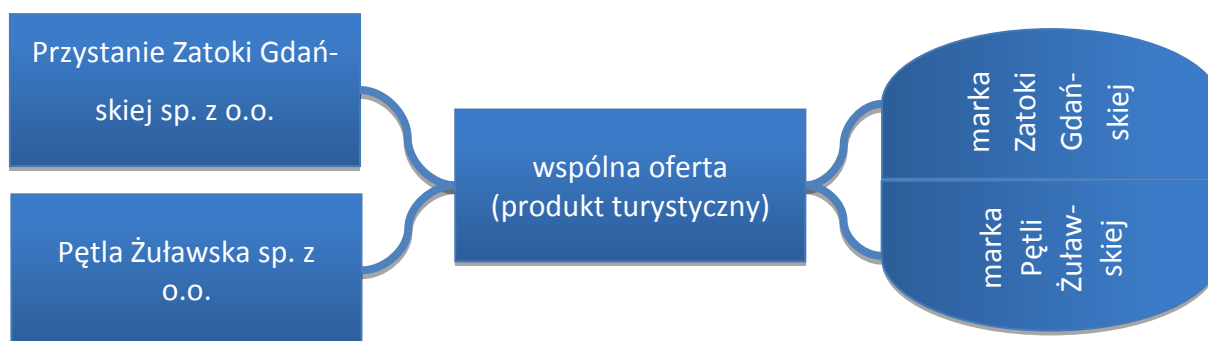 Przystanie Zatoki Gdań-
skiej sp. z o.o.
Pętla Żuławska sp. z
o.o.
wspólna oferta
(produkt turystyczny)
marka
Zatoki
Gdań-
skiej
marka
Pętli
Żuław-
skiej